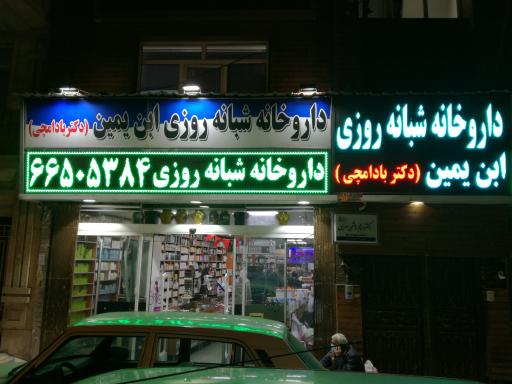 داروخانه شبانه روزی ابن یمین (دکتر بادامچی)
داروخانه شبانه روزی ۶۶۵۰۵۳۸۴
داروخانه شبانه روزی
ابن یمین (دکتر بادامچی)